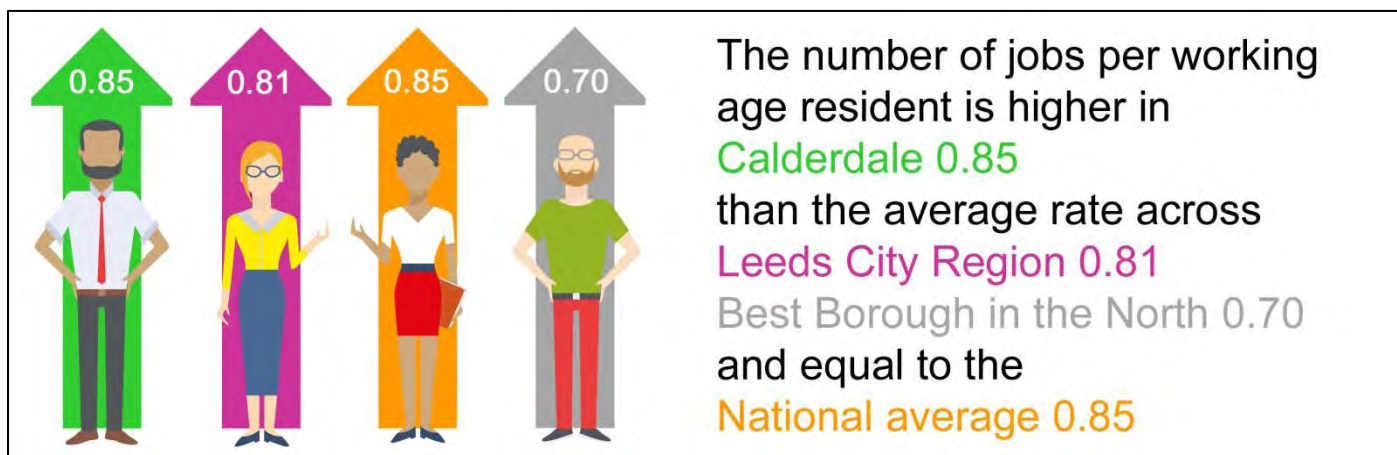 0.85
0.81
0.85
0.70
The number of jobs per working
age resident is higher in
Calderdale 0.85
than the average rate across
Leeds City Region 0.81
Best Borough in the North 0.70
and equal to the
National average 0.85